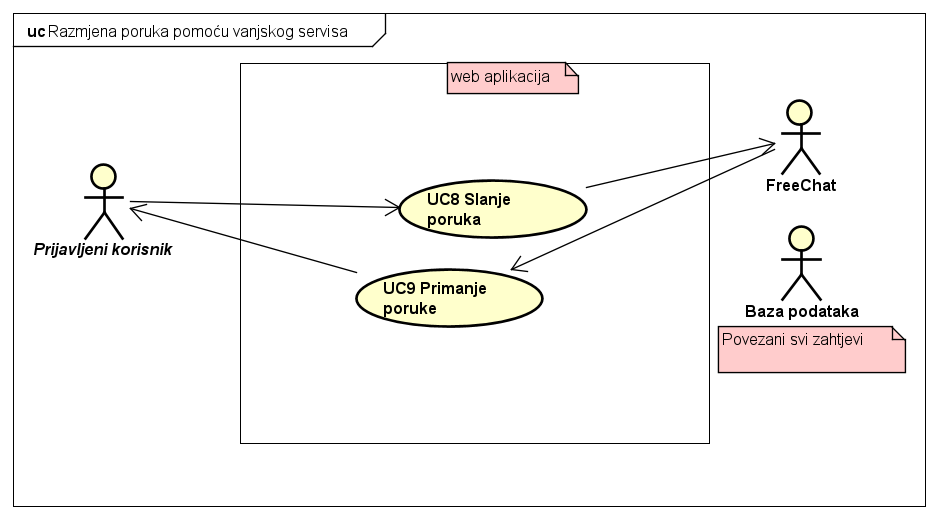 uc Razmjena poruka pomoću vanjskog servisa
web aplikacija
FreeChat
UC8 Slanje
poruka
Prijavljeni korisnik
UC9 Primanje
poruke
Baza podataka
Povezani svi zahtjevi